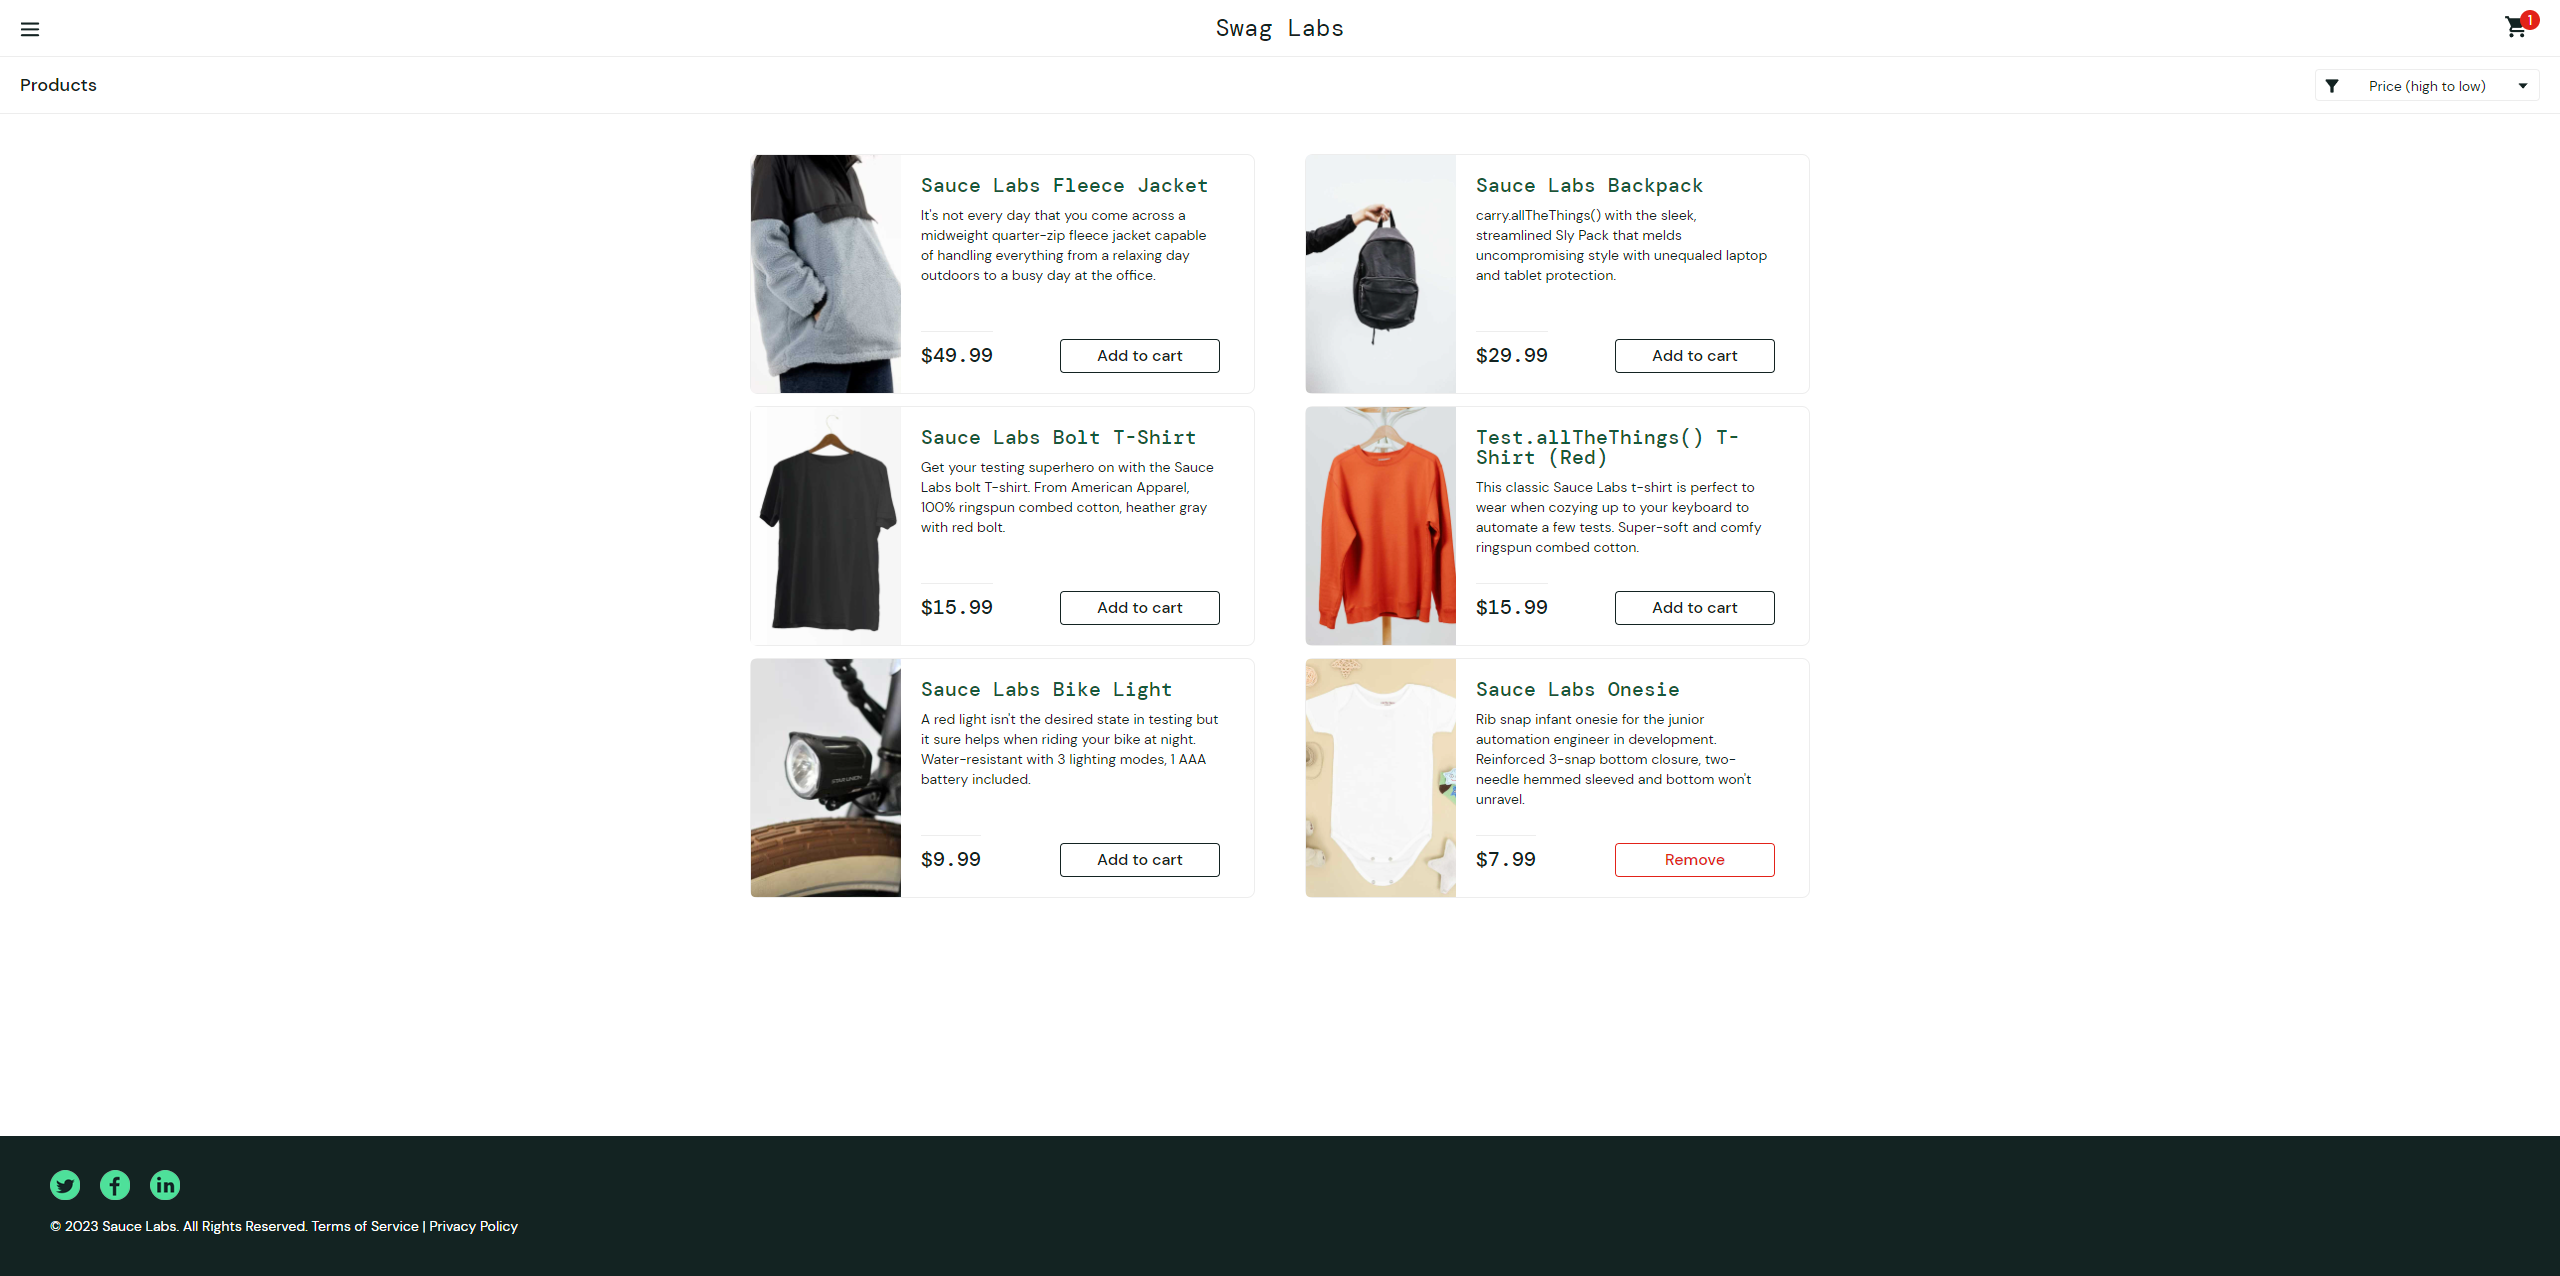 Swag Labs
1
Products
Price (high to low)
Sauce Labs Fleece Jacket
It's not every day that you come across a
midweight quarter-zip fleece jacket capable
of handling everything from a relaxing day
outdoors to a busy day at the office.
$49.99
Add to cart
Sauce Labs Backpack
carry.allTheThings() with the sleek,
streamlined Sly Pack that melds
uncompromising style with unequaled laptop
and tablet protection.
$29.99
Add to cart
Sauce Labs Bolt T-Shirt
Get your testing superhero on with the Sauce
Labs bolt T-shirt. From American Apparel,
100% ringspun combed cotton, heather gray
with red bolt.
$15.99
Add to cart
Test.allTheThings() T-
Shirt (Red)
This classic Sauce Labs t-shirt is perfect to
wear when cozying up to your keyboard to
automate a few tests. Super-soft and comfy
ringspun combed cotton.
$15.99
Add to cart
Sauce Labs Bike Light
A red light isn't the desired state in testing but
it sure helps when riding your bike at night.
Water-resistant with 3 lighting modes, 1 AAA
battery included.
$9.99
Add to cart
Sauce Labs Onesie
Rib snap infant onesie for the junior
automation engineer in development.
Reinforced 3-snap bottom closure, two-
needle hemmed sleeved and bottom won't
unravel.
$7.99
Remove
© 2023 Sauce Labs. All Rights Reserved. Terms of Service | Privacy Policy